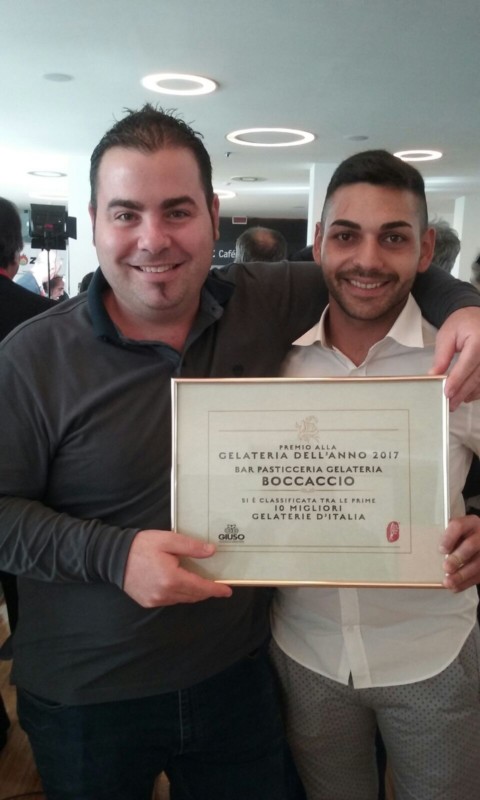 Café
PREMIO ALLA
GELATERIA DELL'ANNO 2017
BAR PASTICCERIA GELATERIA
BOCCACCIO
SI È CLASSIFICATA TRA LE PRIME
10 MIGLIORI
GELATERIE D'ITALIA
GIUSO